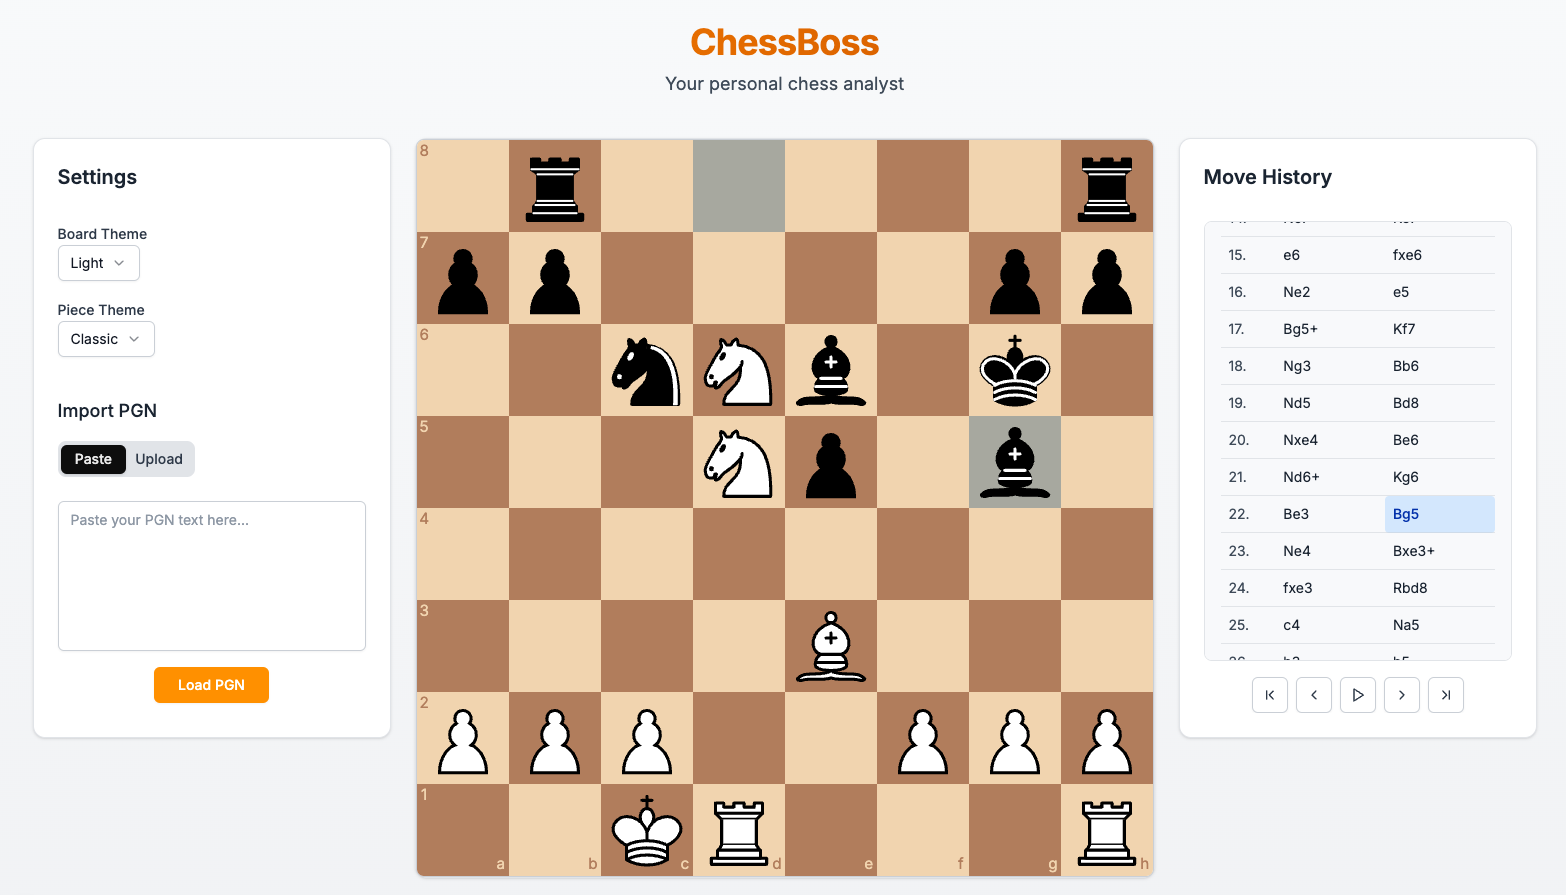 ChessBoss
Your personal chess analyst
Settings
Board Theme
Light
Piece Theme
Classic
Import PGN
Paste Upload
Paste your PGN text here...
Load PGN
8
7
6
5
4
3
2
1
a b c d e f g h
Move History
15. e6 fxe6
16. Ne2 e5
17. Bg5+ Kf7
18. Ng3 Bb6
19. Nd5 Bd8
20. Nxe4 Be6
21. Nd6+ Kg6
22. Be3 Bg5
23. Ne4 Bxe3+
24. fxe3 Rbd8
25. c4 Na5